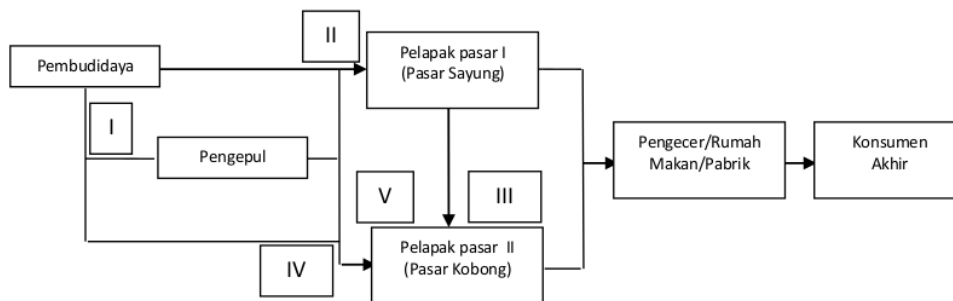 II
Pelapak pasar I
(Pasar Sayung)
Pembudidaya
I
Pengepul
Pengecer/Rumah
Makan/Pabrik
Konsumen
Akhir
V
III
Pelapak pasar II
(Pasar Kobong)
IV